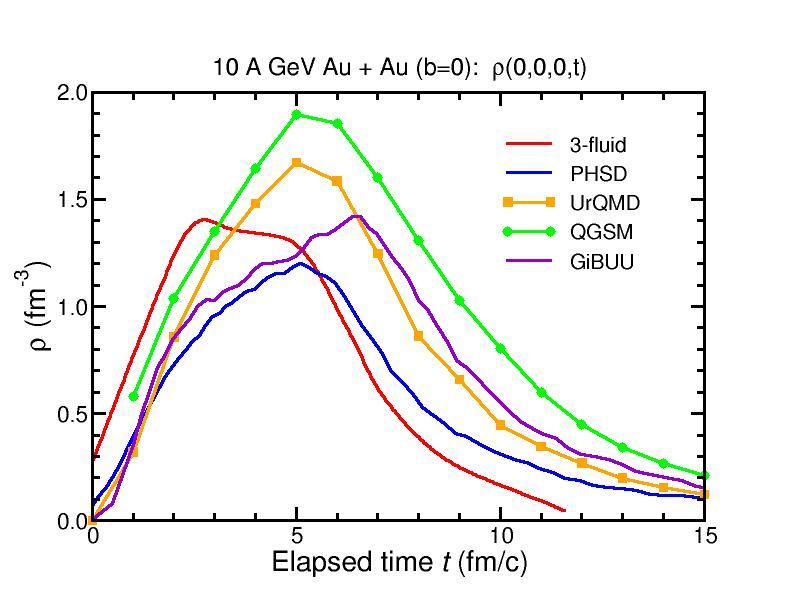 10 A GeV Au + Au (b=0): ρ(0,0,0,t)
2.0
1.5
1.0
0.5
0.0
ρ (fm-3)
3-fluid
PHSD
UrQMD
QGSM
GiBUU
0 5 10 15
Elapsed time t (fm/c)